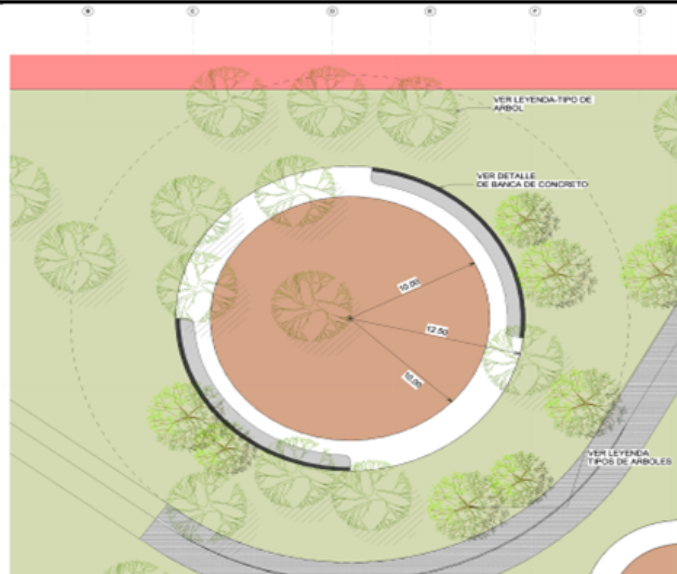 C
D
E
F
G
VER LEYENDA-TIPO DE
ARBOL
VER DETALLE
DE BANCA DE CONCRETO
10.00
12.50
10.00
VER LEYENDA
TIPOS DE ARBOLES